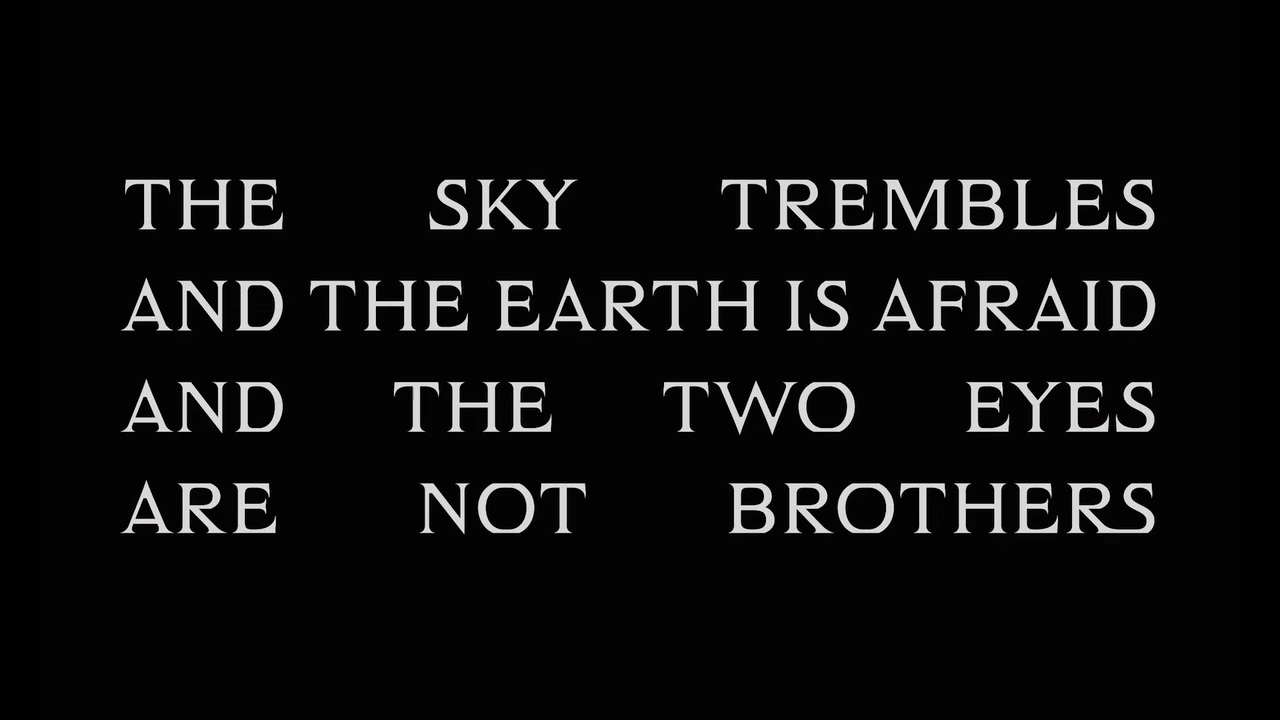 THE SKY TREMBLES
AND THE EARTH IS AFRAID
AND THE TWO EYES
ARE NOT BROTHERS